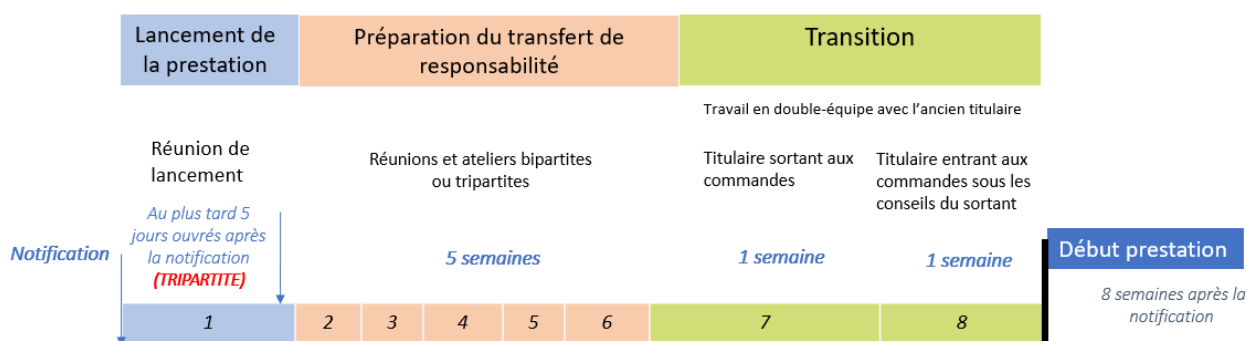 Lancement de
la prestation
Préparation du transfert de
responsabilité
Transition
Travail en double-équipe avec l’ancien titulaire
Réunion de
lancement
Réunions et ateliers bipartites
ou tripartites
Titulaire sortant aux
commandes
Titulaire entrant aux
commandes sous les
conseils du sortant
Notification
Au plus tard 5
jours ouvrés après
la notification
(TRIPARTITE)
5 semaines
1 semaine
1 semaine
Début prestation
8 semaines après la
notification
1
2
3
4
5
6
7
8